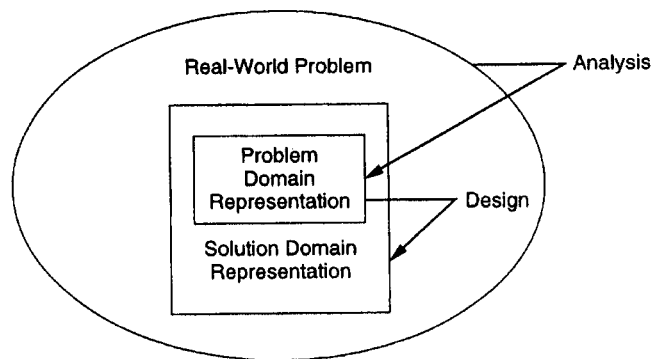 Real-World Problem
Analysis
Problem
Domain
Representation
Design
Solution Domain
Representation